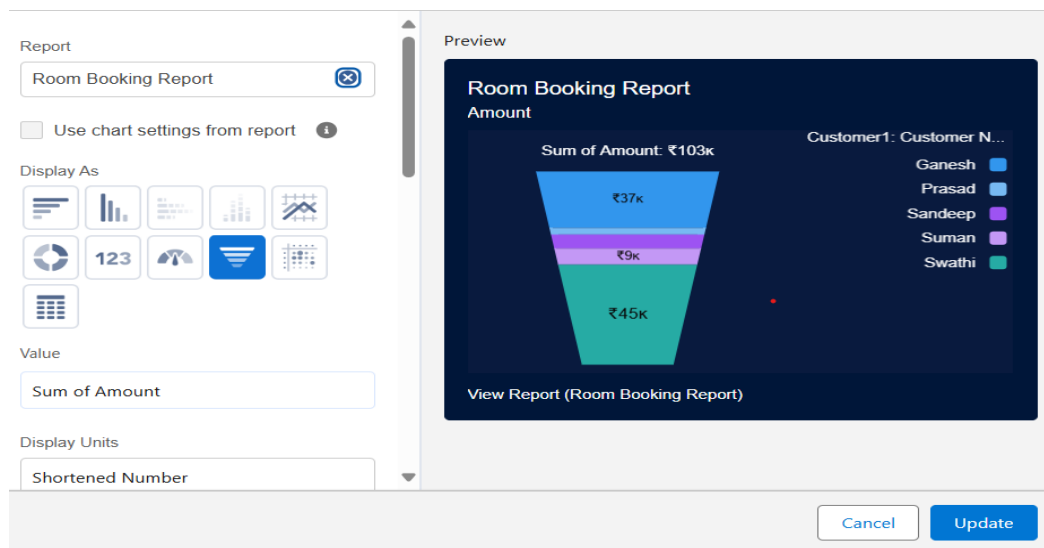 Report
Room Booking Report
Use chart settings from report
Display As
123
Value
Sum of Amount
Display Units
Shortened Number
Preview
Room Booking Report
Amount
Sum of Amount: ₹103K
₹37K
₹9K
₹45K
Customer1: Customer N...
Ganesh
Prasad
Sandeep
Suman
Swathi
View Report (Room Booking Report)
Cancel
Update